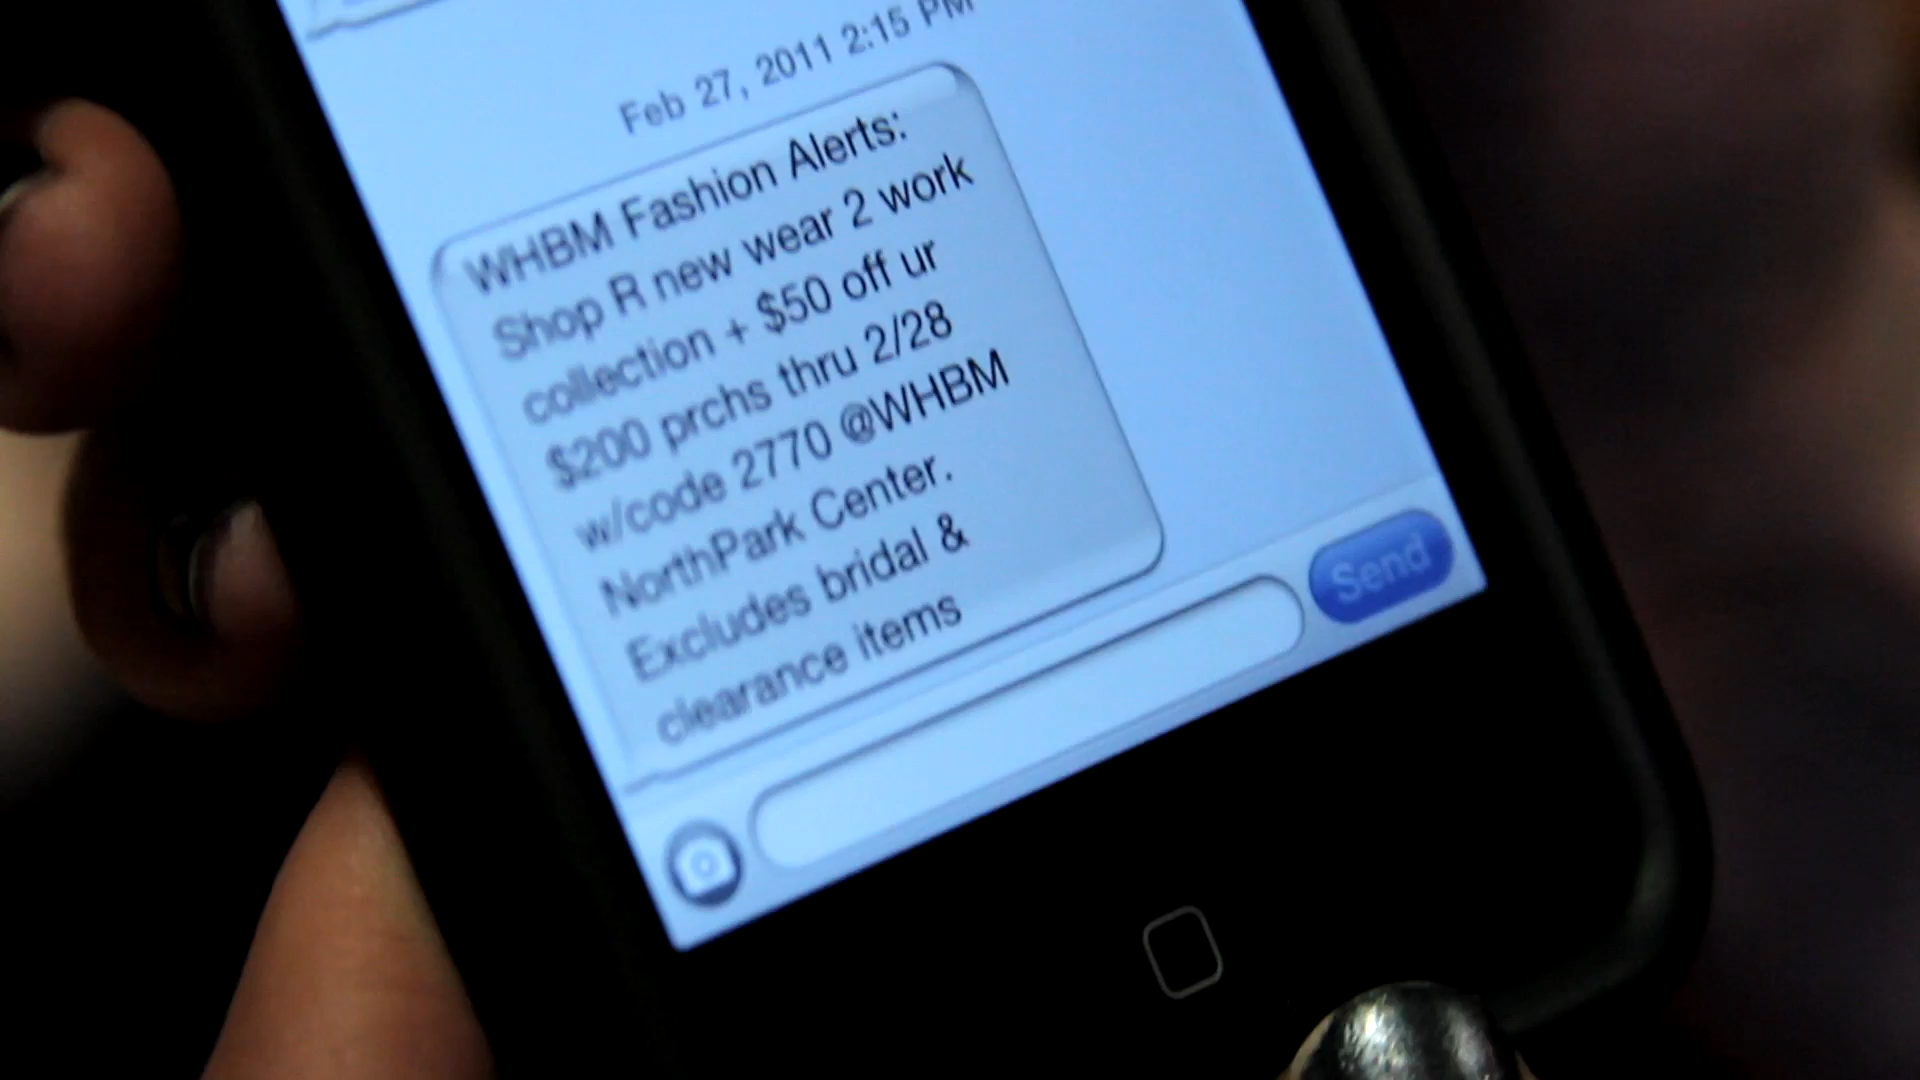 Feb 27, 2011 2:15 PM
WHBM Fashion Alerts:
Shop R new wear 2 work
collection + $50 off ur
$200 prchs thru 2/28
w/code 2770 @WHBM
NorthPark Center.
Excludes bridal &
clearance items
Send